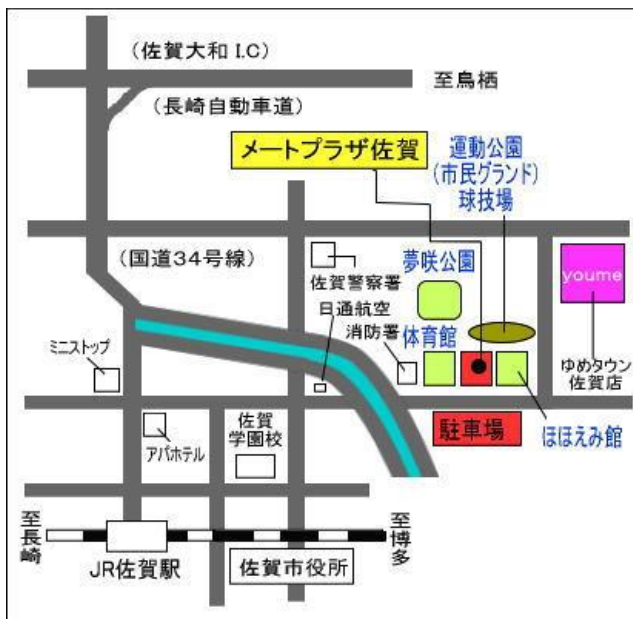 (佐賀大和 I.C)
至鳥栖
(長崎自動車道)
メートプラザ佐賀
運動公園
(市民グランド)
球技場
(国道34号線)
佐賀警察署
夢咲公園
youme
日通航空
消防署
体育館
ミニストップ
ゆめタウン
佐賀店
アパホテル
佐賀
学園校
駐車場
ほほえみ館
至長崎
JR佐賀駅
佐賀市役所
至博多